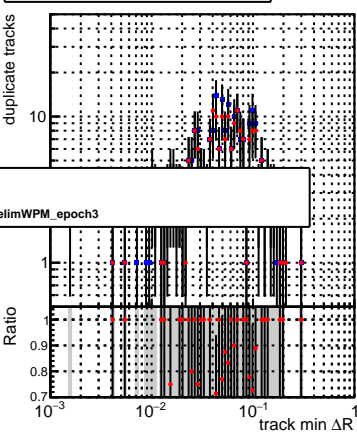 duplicate tracks
10
elimWPM_epoch3
1
Ratio
1
0.9
0.8
0.7
10−3
10−2
10−1
1
track min ΔR